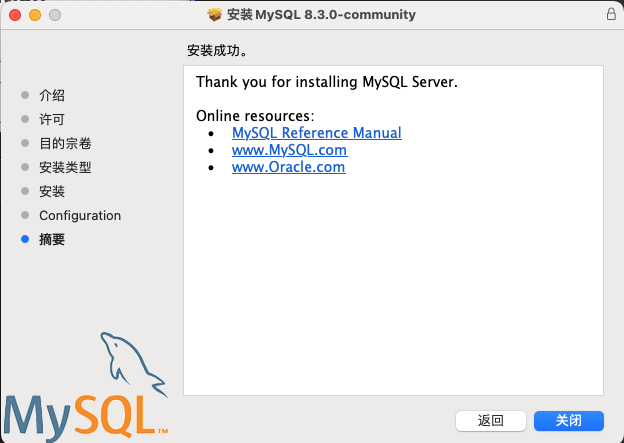 安装 MySQL 8.3.0-community
安装成功。
介绍
许可
目的宗卷
安装类型
安装
Configuration
摘要
Thank you for installing MySQL Server.
Online resources:
• MySQL Reference Manual
• www.MySQL.com
• www.Oracle.com
MySQL™
返回
关闭